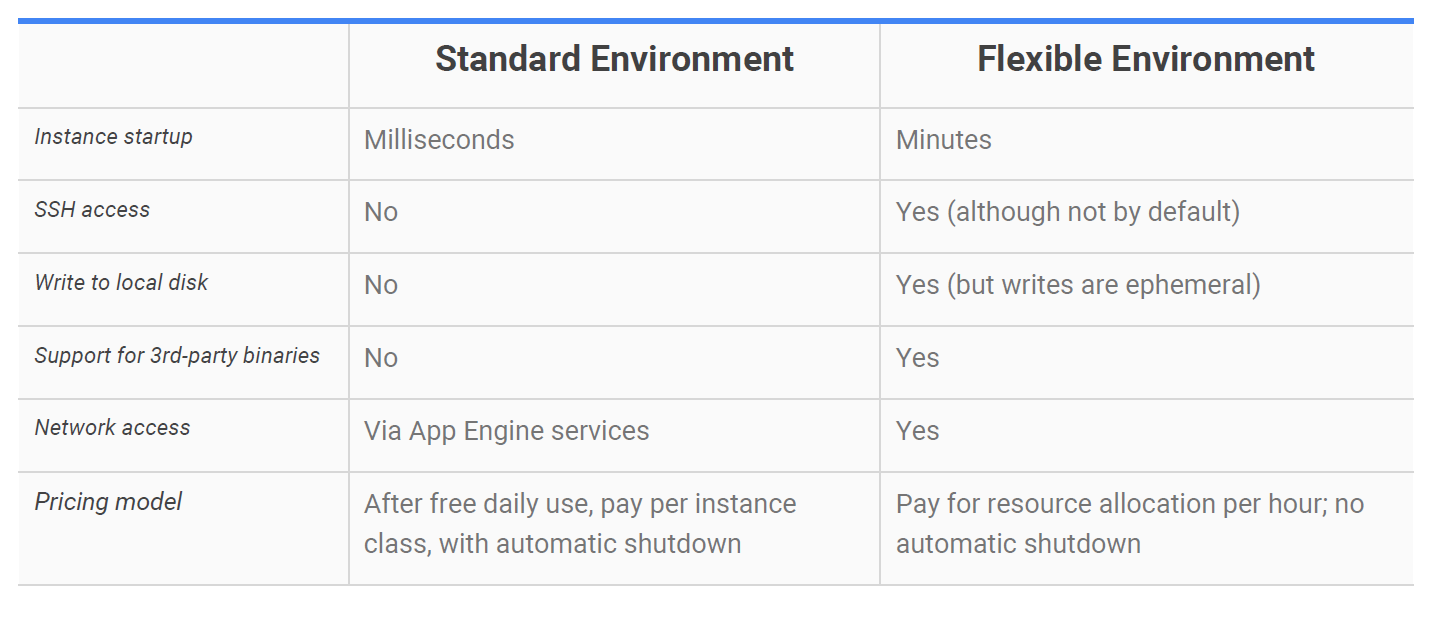 Standard Environment
Flexible Environment
Instance startup
Milliseconds
Minutes
SSH access
No
Yes (although not by default)
Write to local disk
No
Yes (but writes are ephemeral)
Support for 3rd-party binaries
No
Yes
Network access
Via App Engine services
Yes
Pricing model
After free daily use, pay per instance
class, with automatic shutdown
Pay for resource allocation per hour; no
automatic shutdown